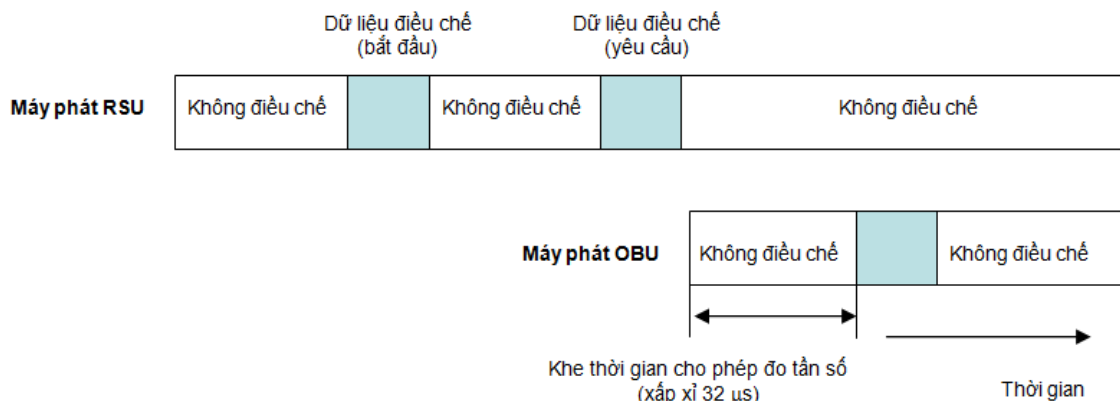 Dữ liệu điều chế
(bắt đầu)
Dữ liệu điều chế
(yêu cầu)
Máy phát RSU
Không điều chế
Không điều chế
Không điều chế
Máy phát OBU
Không điều chế
Không điều chế
Khe thời gian cho phép đo tần số
(xấp xỉ 32 µs)
Thời gian